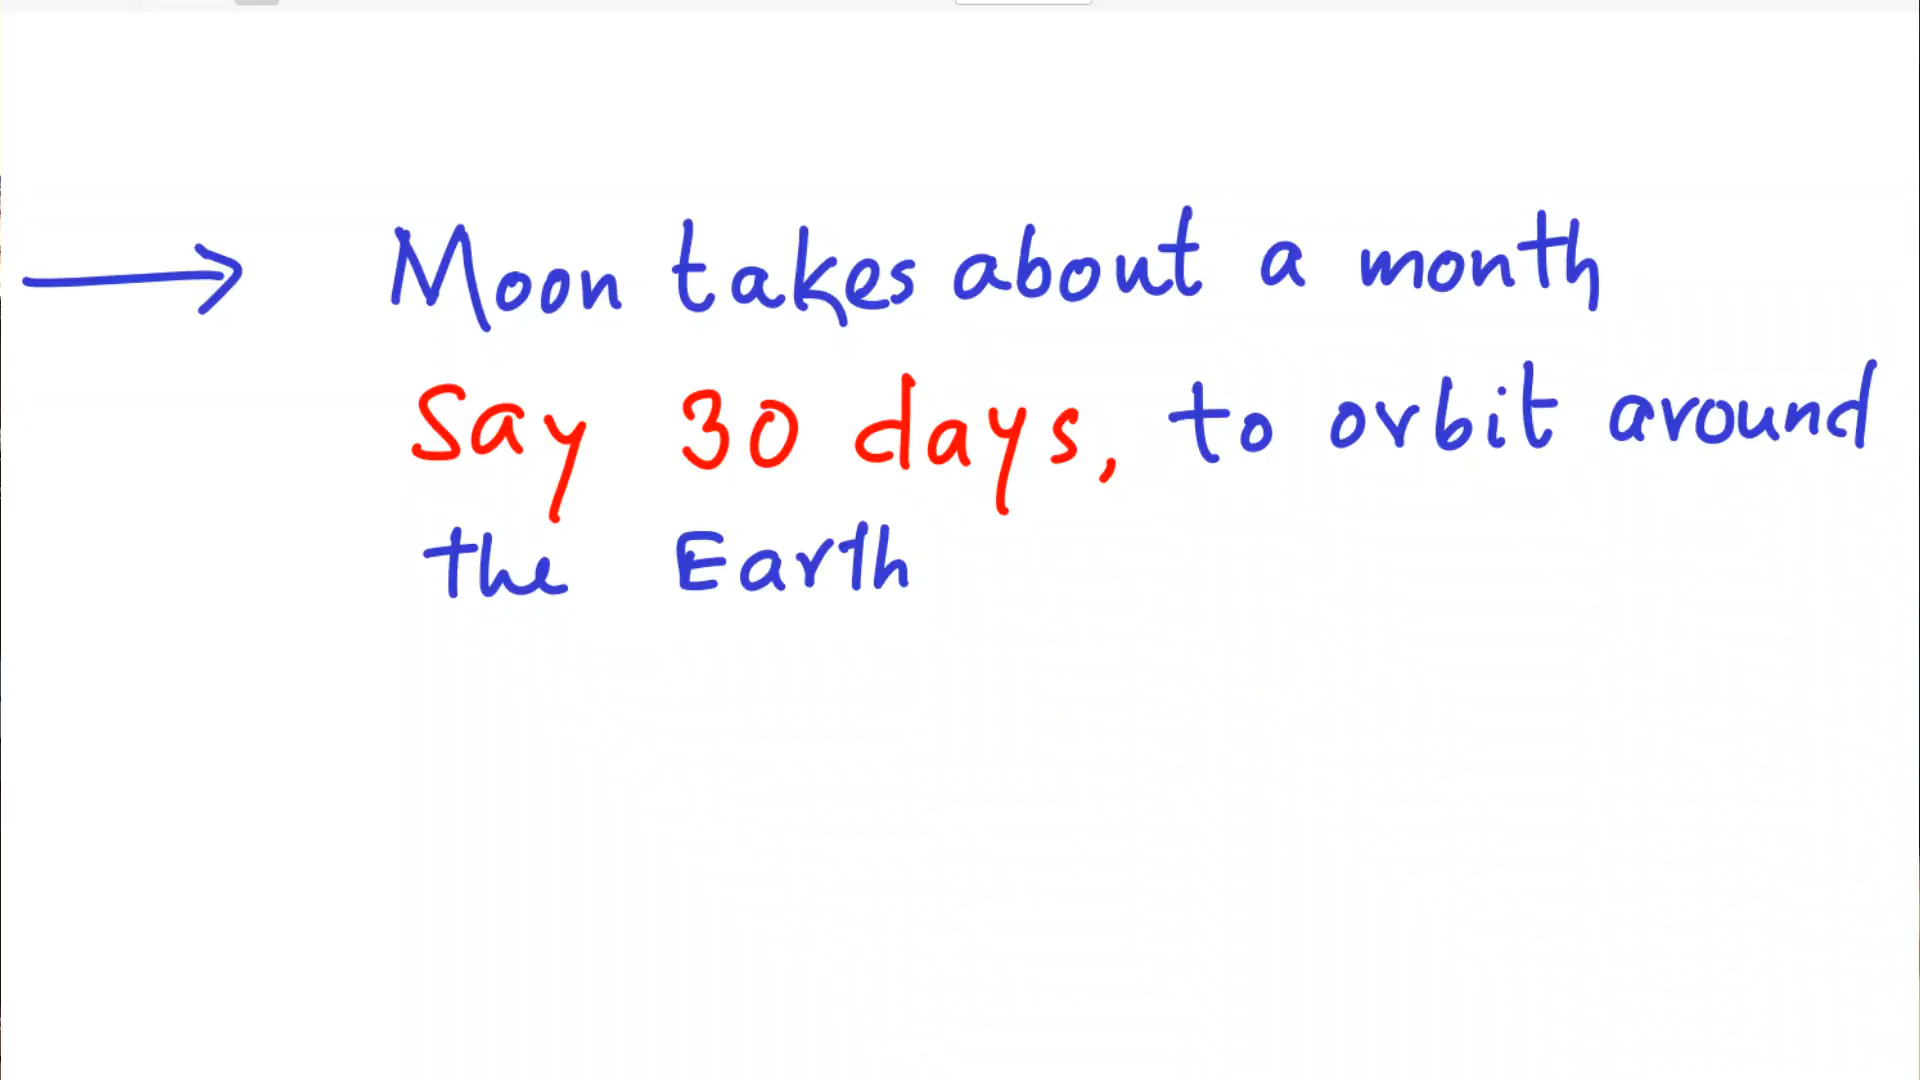 → Moon takes about a month
Say 30 days, to orbit around
the Earth